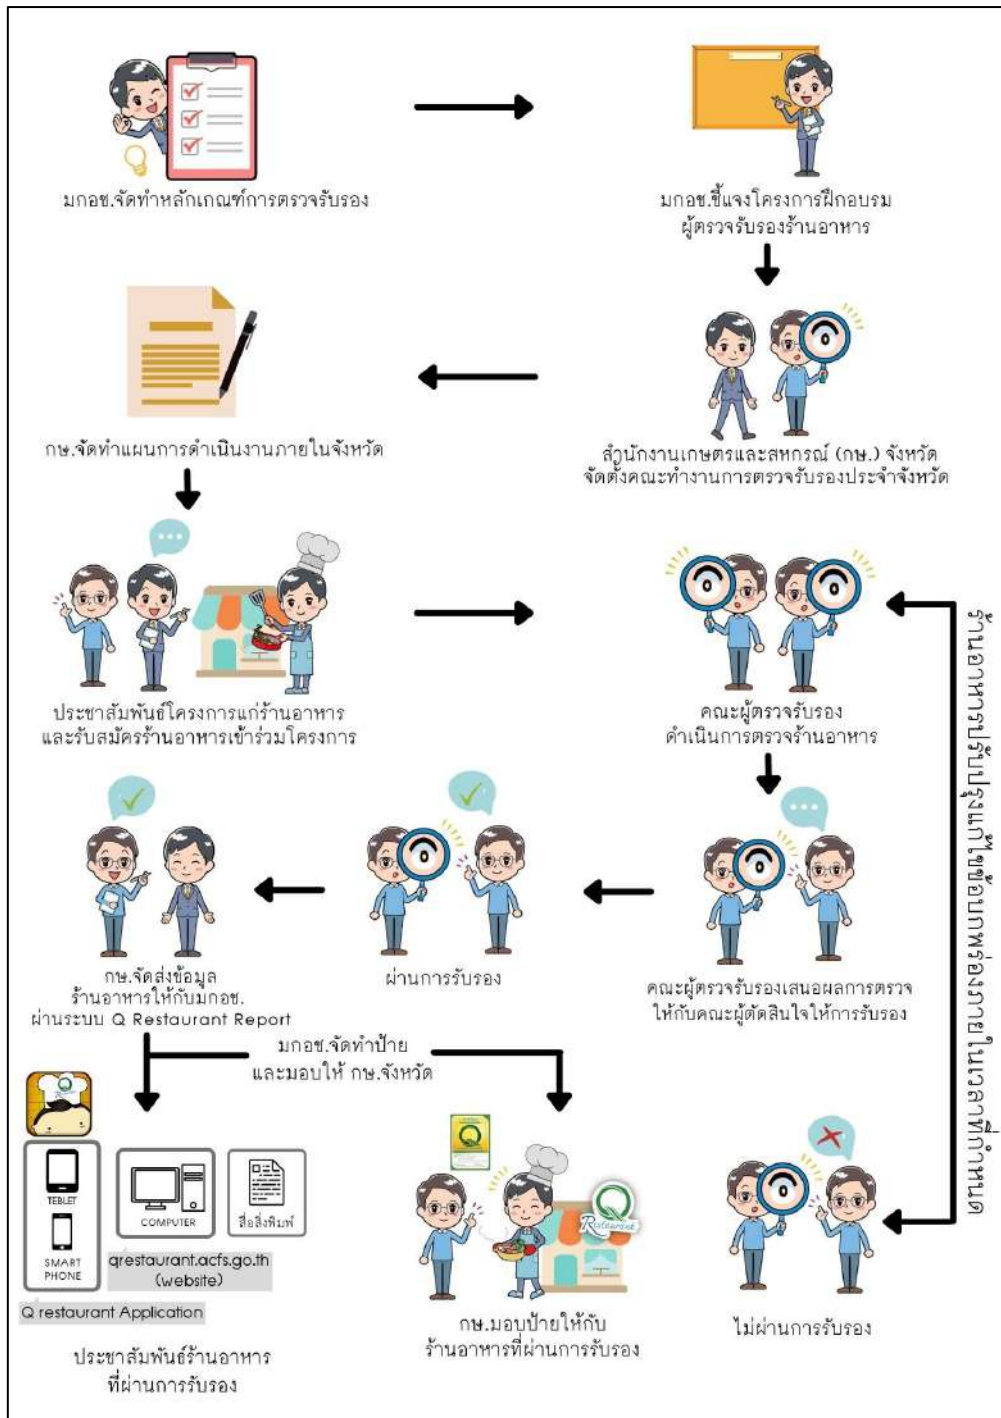 มกอช.จัดทำหลักเกณฑ์การตรวจรับรอง
มกอช.ชี้แจงโครงการฝึกอบรม
ผู้ตรวจรับรองร้านอาหาร
สำนักงานเกษตรและสหกรณ์ (กษ.) จังหวัด
จัดตั้งคณะทำงานการตรวจรับรองประจำจังหวัด
กษ.จัดทำแผนการดำเนินงานภายในจังหวัด
ประชาสัมพันธ์โครงการแก่ร้านอาหาร
และรับสมัครร้านอาหารเข้าร่วมโครงการ
คณะผู้ตรวจรับรอง
ดำเนินการตรวจร้านอาหาร
ร้านอาหารปรับปรุงแก้ไขข้อบกพร่องภายในเวลาที่กำหนด
คณะผู้ตรวจรับรองเสนอผลการตรวจ
ให้กับคณะผู้ตัดสินใจให้การรับรอง
ผ่านการรับรอง
กษ.จัดส่งข้อมูล
ร้านอาหารให้กับมกอช.
ผ่านระบบ Q Restaurant Report
มกอช.จัดทำป้าย
และมอบให้ กษ.จังหวัด
TEBLET
SMART
PHONE
COMPUTER
สื่อสิ่งพิมพ์
qrestaurant.acfs.go.th
(website)
Q restaurant Application
ประชาสัมพันธ์ร้านอาหาร
ที่ผ่านการรับรอง
Q
Restaurant
กษ.มอบป้ายให้กับ
ร้านอาหารที่ผ่านการรับรอง
ไม่ผ่านการรับรอง